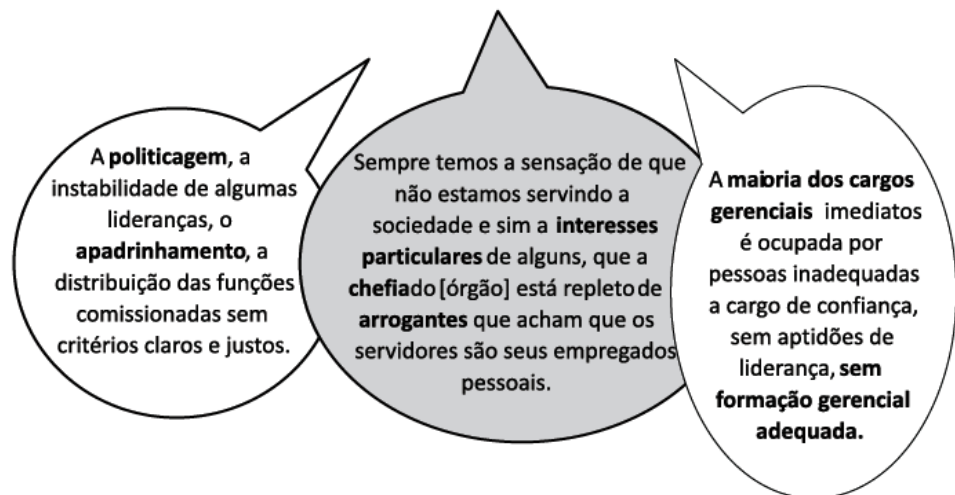 A politicagem, a
instabilidade de algumas
lideranças, o
apadrinhamento, a
distribuição das funções
comissionadas sem
critérios claros e justos.
Sempre temos a sensação de que
não estamos servindo a
sociedade e sim a interesses
particulares de alguns, que a
chefiado [órgão] está repleto de
arrogantes que acham que os
servidores são seus empregados
pessoais.
A maioria dos cargos
gerenciais imediatos
é ocupada por
pessoas inadequadas
a cargo de confiança,
sem aptidões de
liderança, sem
formação gerencial
adequada.